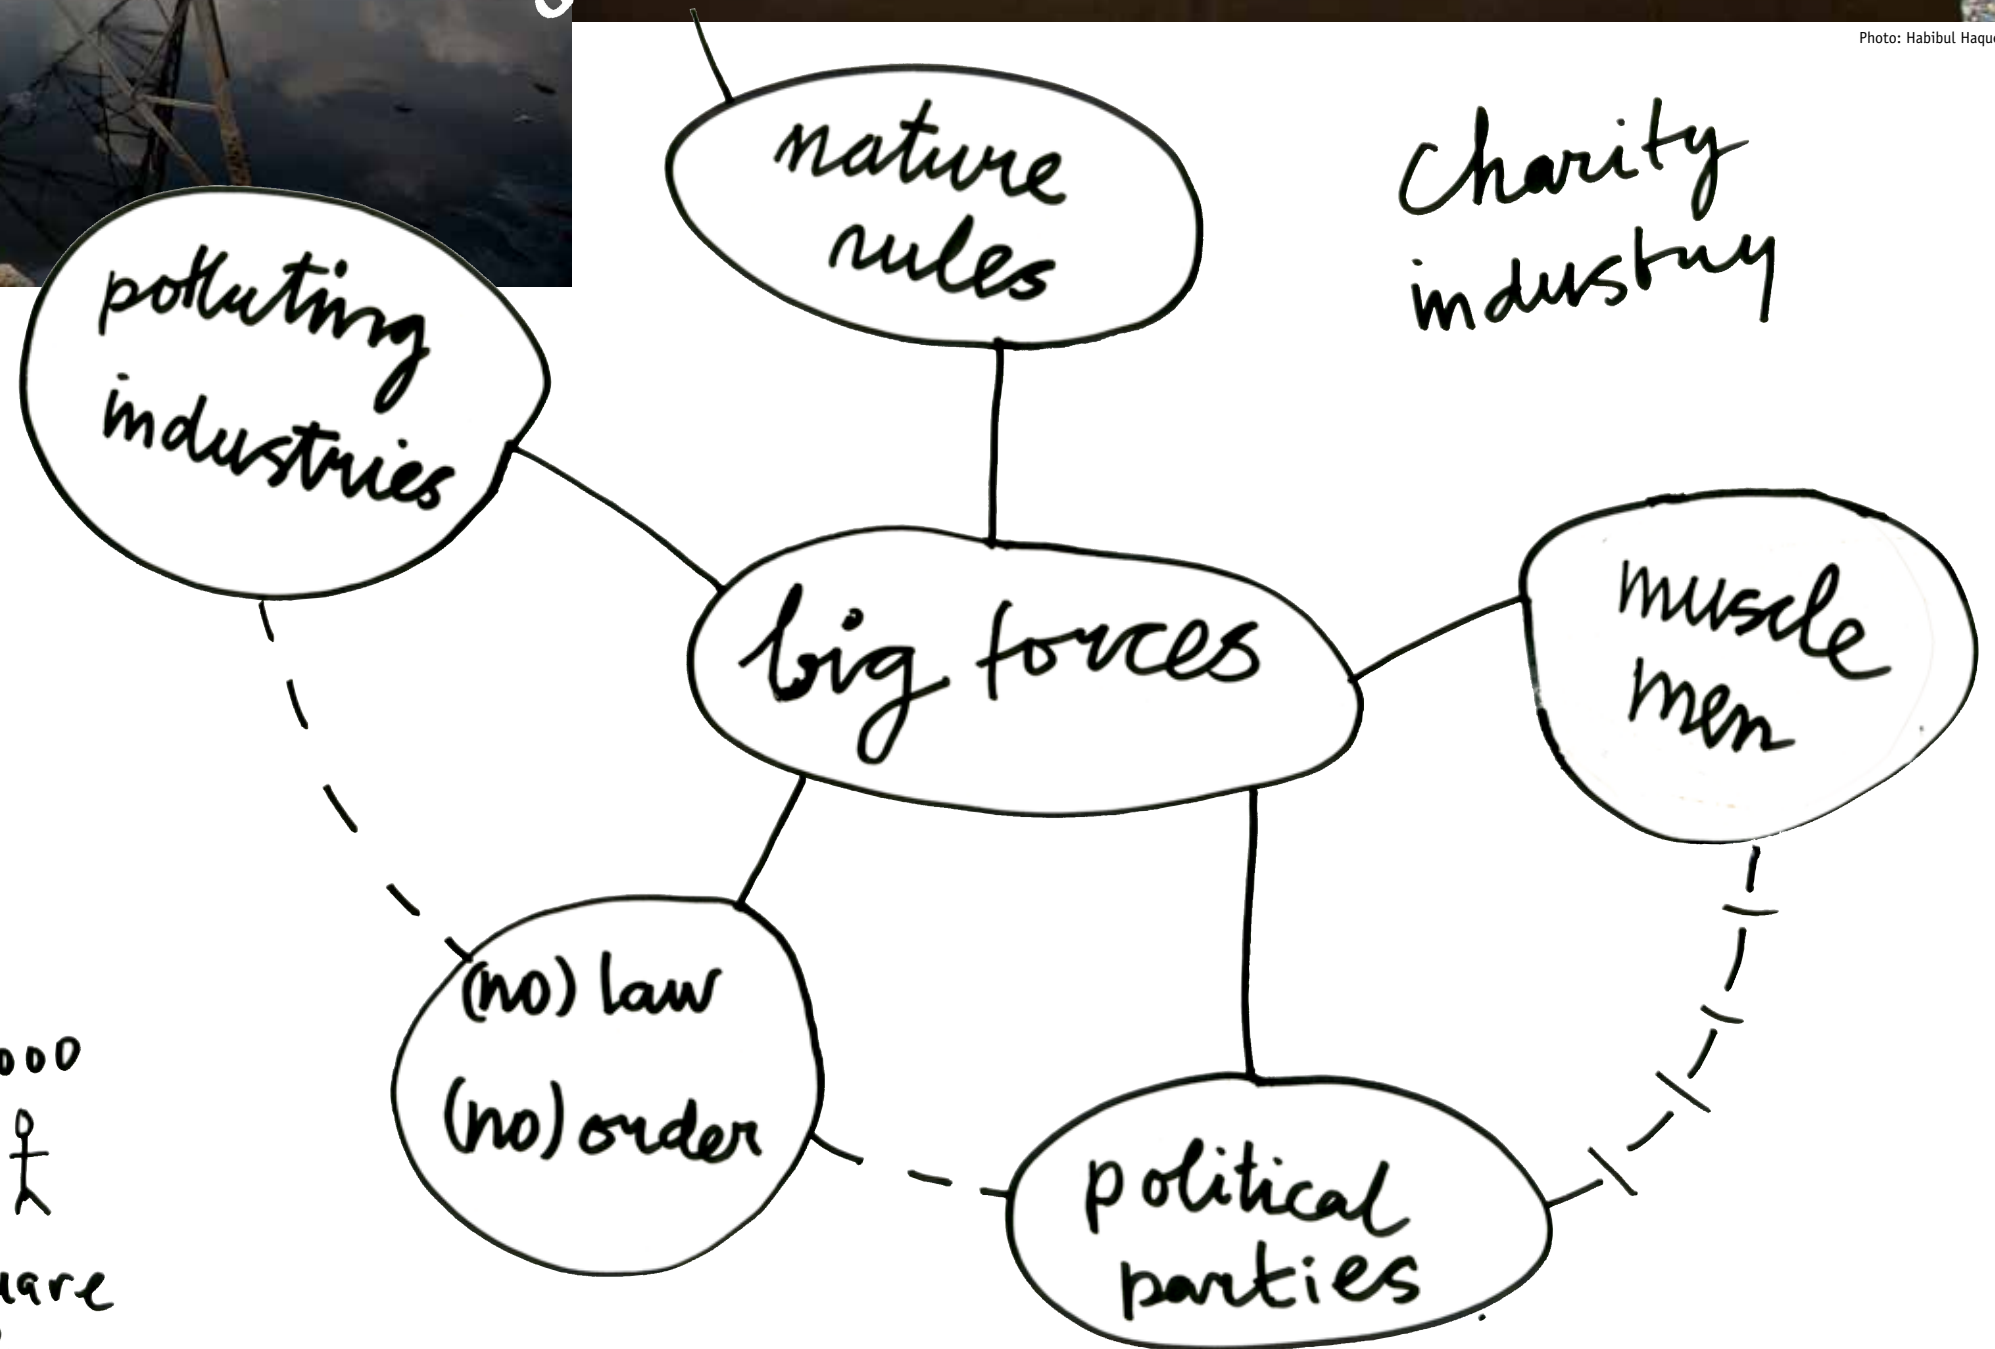 Photo: Habibul Haque
nature
rules
Charity
industry
polluting
industries
big forces
muscle
men
(no) law
(no) order
political
parties